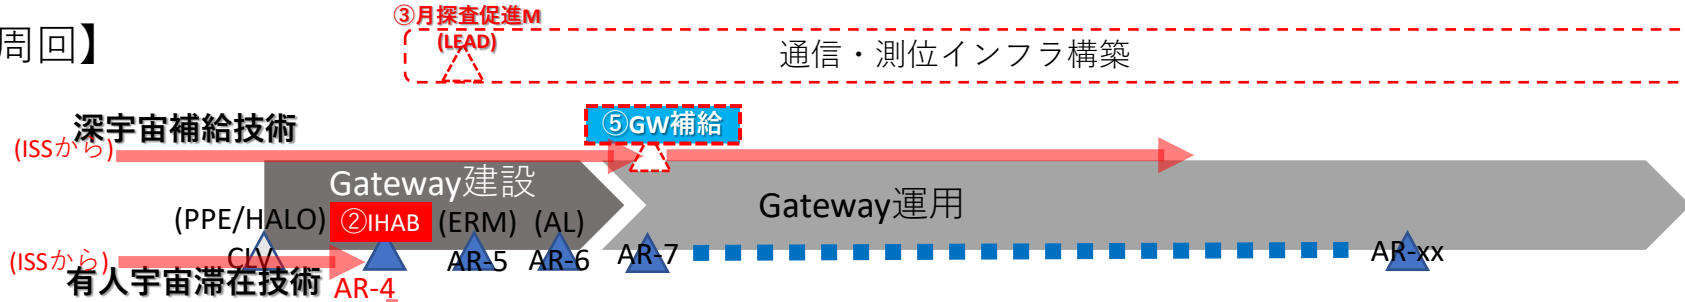 ③月探査促進M
(LEAD)
周回】
通信・測位インフラ構築
深宇宙補給技術
(ISSから)
⑤GW補給
Gateway建設
Gateway運用
(PPE/HALO)
②IHAB
(ERM)
(AL)
CLV
AR-5
AR-6
AR-7
AR-xx
(ISSから)
有人宇宙滞在技術
AR-4